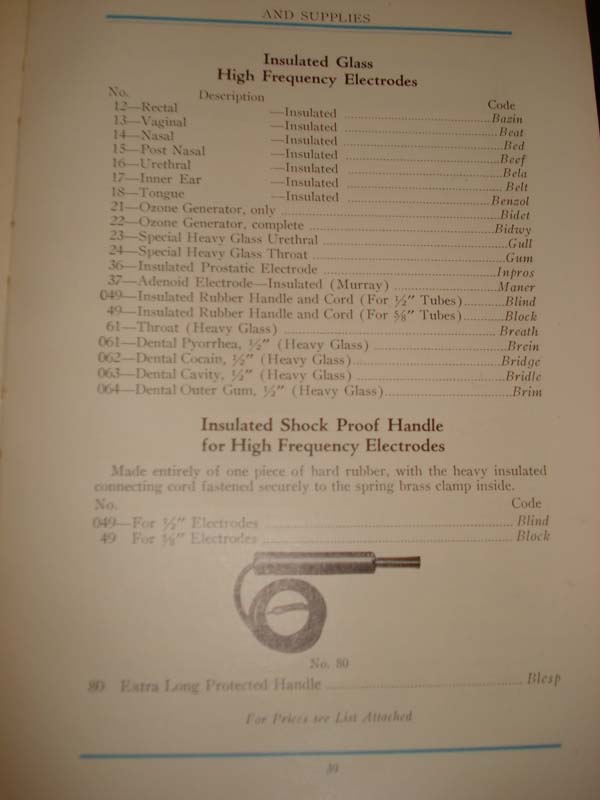 AND SUPPLIES
Insulated Glass
High Frequency Electrodes
No. Description Code
12—Rectal —Insulated Bazin
13—Vaginal —Insulated Beat
14—Nasal —Insulated Bed
15—Post Nasal —Insulated Beef
16—Urethral —Insulated Bela
17—Inner Ear —Insulated Belt
18—Tongue —Insulated Benzol
21—Ozone Generator, only Bidet
22—Ozone Generator, complete Bidwy
23—Special Heavy Glass Urethral Gull
24—Special Heavy Glass Throat Gum
36—Insulated Prostatic Electrode Inpros
37—Adenoid Electrode—Insulated (Murray) Maner
049—Insulated Rubber Handle and Cord (For ½" Tubes) Blind
49—Insulated Rubber Handle and Cord (For ⅝" Tubes) Block
61—Throat (Heavy Glass) Breath
061—Dental Pyorrhea, ½" (Heavy Glass) Brein
062—Dental Cocain, ½" (Heavy Glass) Bridge
063—Dental Cavity, ½" (Heavy Glass) Bridle
064—Dental Outer Gum, ½" (Heavy Glass) Brim
Insulated Shock Proof Handle
for High Frequency Electrodes
Made entirely of one piece of hard rubber, with the heavy insulated
connecting cord fastened securely to the spring brass clamp inside.
No. Code
049—For ½" Electrodes Blind
49 For ⅝" Electrodes Block
No. 80
80 Extra Long Protected Handle Blesp
For Prices see List Attached